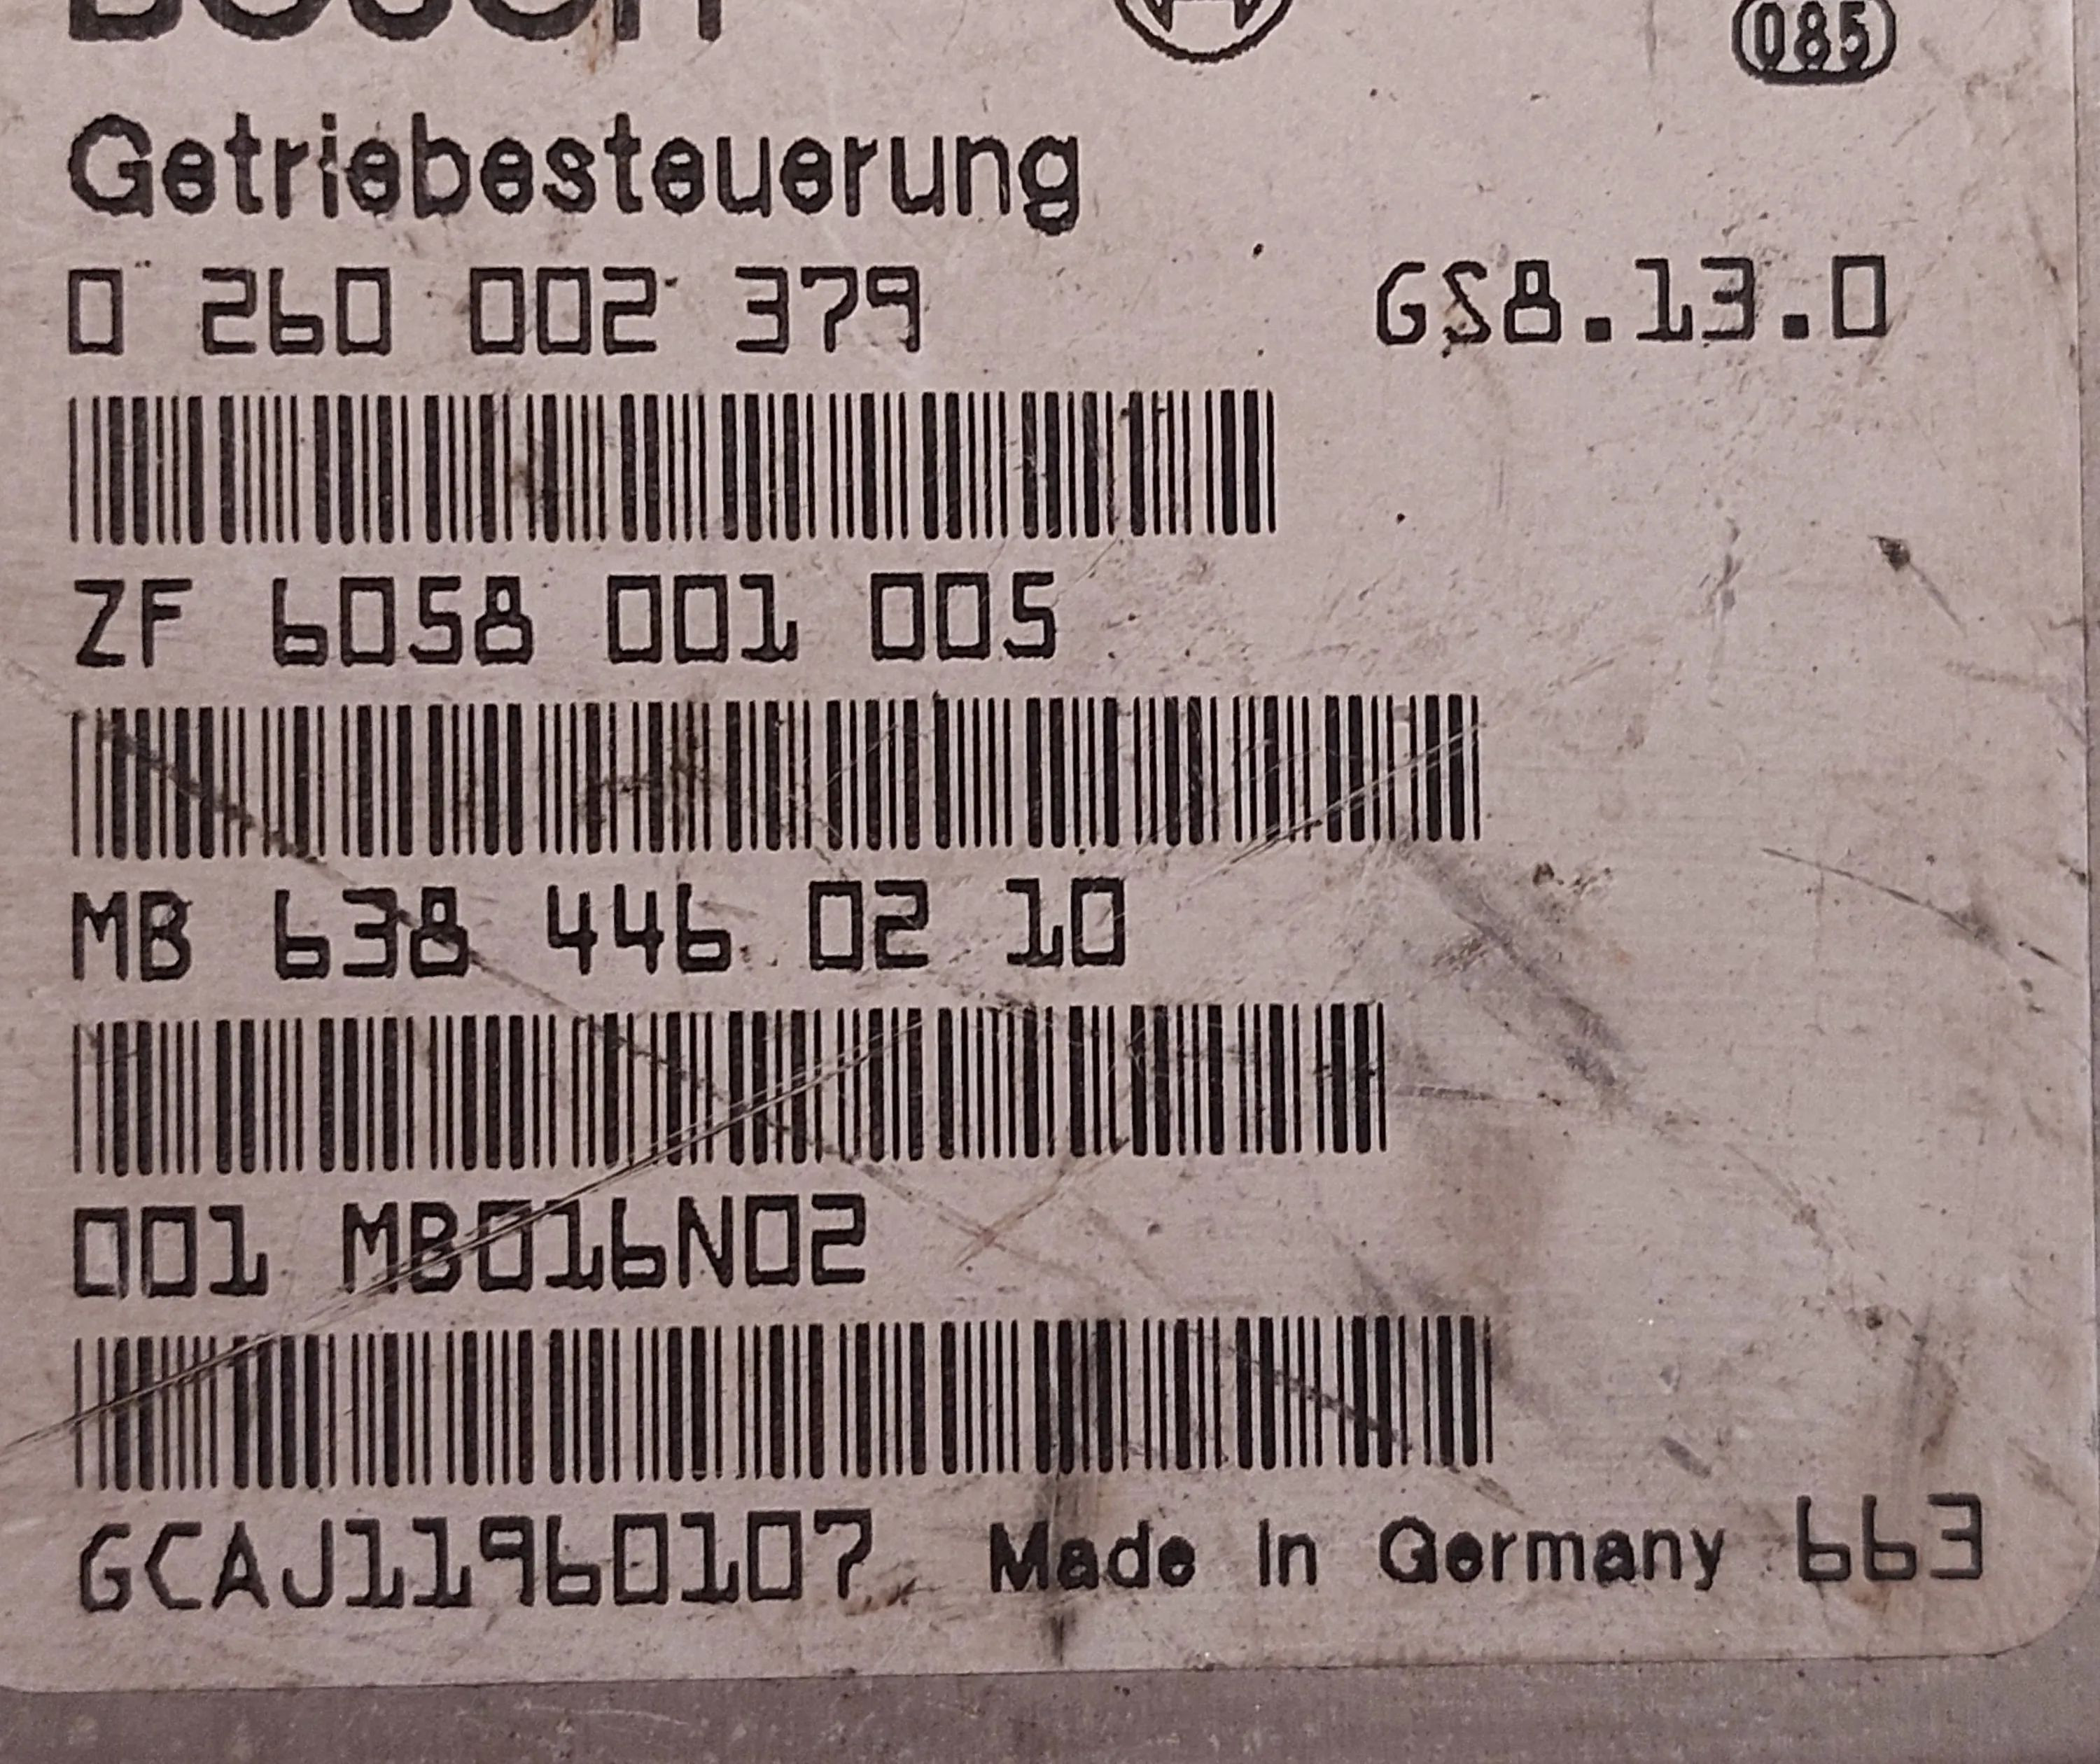 BOSCH 085
Getriebesteuerung
0 260 002 379 GS8.13.0
ZF 6058 001 005
MB 638 446 02 10
001 MB016N02
GCAJ11960107 Made in Germany 663